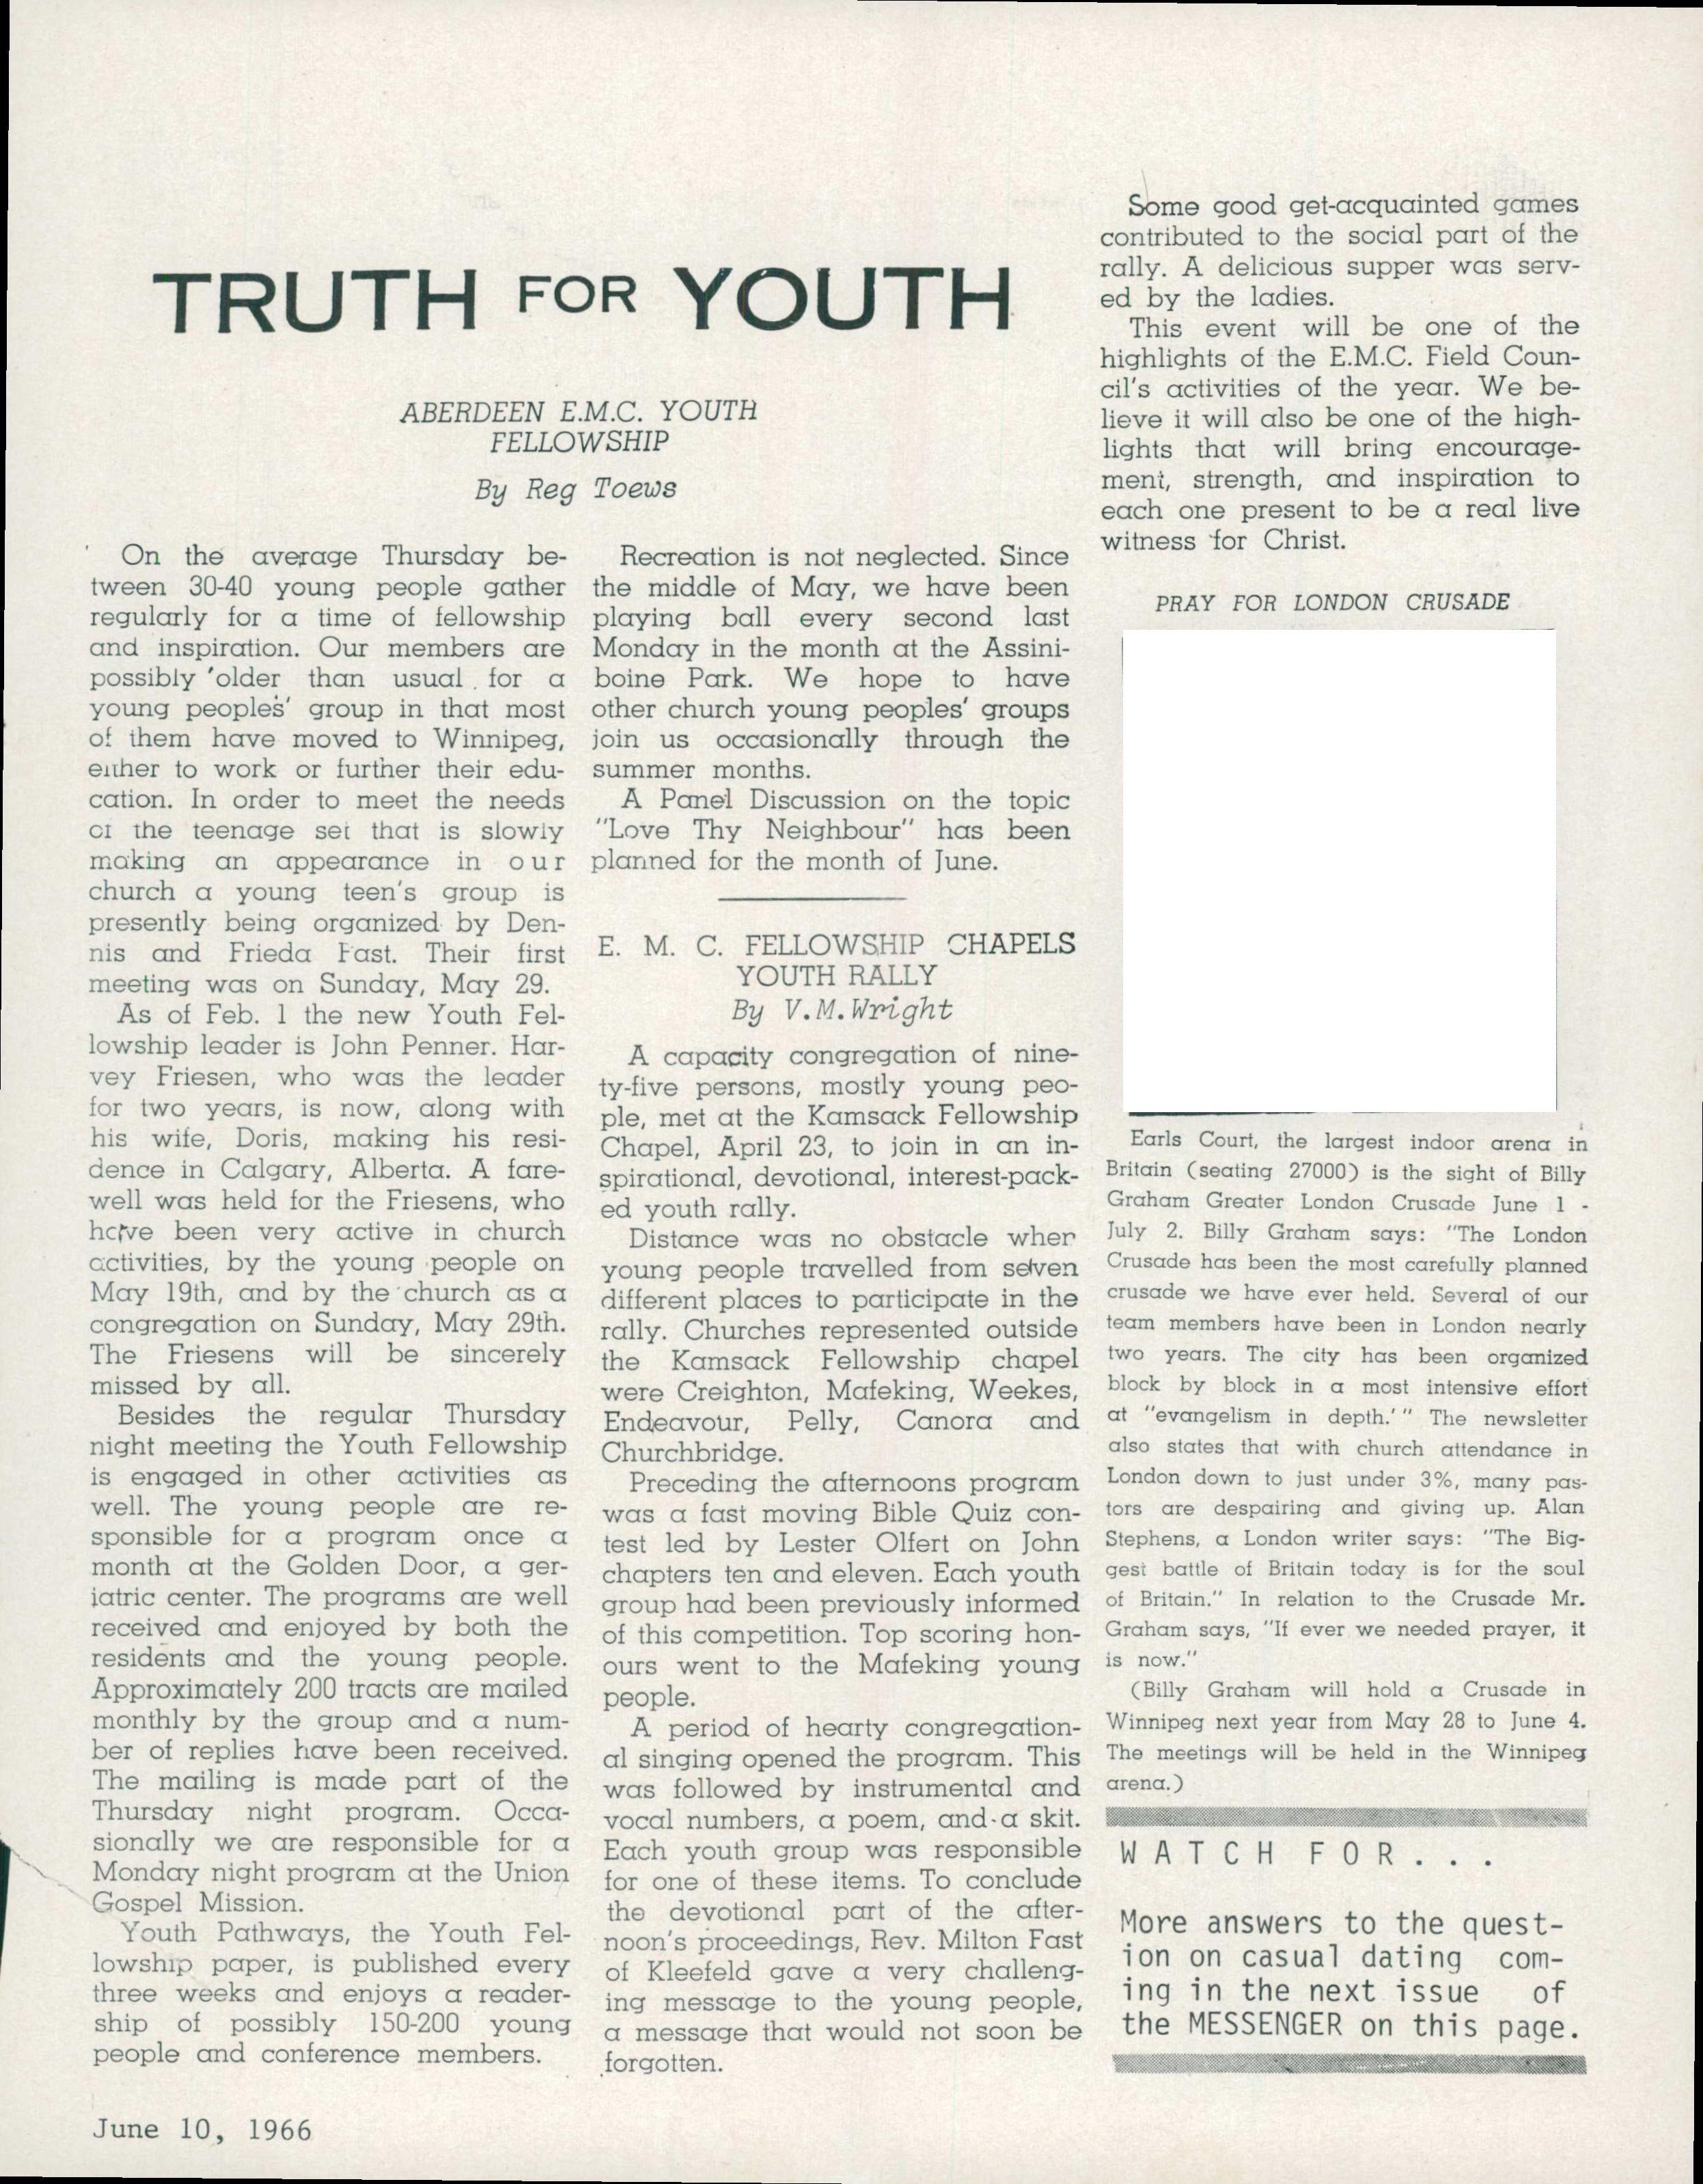 TRUTH FOR YOUTH
ABERDEEN E.M.C. YOUTH
FELLOWSHIP
By Reg Toews
On the average Thursday be-
tween 30-40 young people gather
regularly for a time of fellowship
and inspiration. Our members are
possibly 'older than usual for a
young peoples' group in that most
of them have moved to Winnipeg,
either to work or further their edu-
cation. In order to meet the needs
of the teenage set that is slowly
making an appearance in our
church a young teen's group is
presently being organized by Den-
nis and Frieda Fast. Their first
meeting was on Sunday, May 29.
As of Feb. 1 the new Youth Fel-
lowship leader is John Penner. Har-
vey Friesen, who was the leader
for two years, is now, along with
his wife, Doris, making his resi-
dence in Calgary, Alberta. A fare-
well was held for the Friesens, who
have been very active in church
activities, by the young people on
May 19th, and by the church as a
congregation on Sunday, May 29th.
The Friesens will be sincerely
missed by all.
Besides the regular Thursday
night meeting the Youth Fellowship
is engaged in other activities as
well. The young people are re-
sponsible for a program once a
month at the Golden Door, a ger-
iatric center. The programs are well
received and enjoyed by both the
residents and the young people.
Approximately 200 tracts are mailed
monthly by the group and a num-
ber of replies have been received.
The mailing is made part of the
Thursday night program. Occa-
sionally we are responsible for a
Monday night program at the Union
Gospel Mission.
Youth Pathways, the Youth Fel-
lowship paper, is published every
three weeks and enjoys a reader-
ship of possibly 150-200 young
people and conference members.
Recreation is not neglected. Since
the middle of May, we have been
playing ball every second last
Monday in the month at the Assini-
boine Park. We hope to have
other church young peoples' groups
join us occasionally through the
summer months.
A Panel Discussion on the topic
"Love Thy Neighbour" has been
planned for the month of June.
E. M. C. FELLOWSHIP CHAPELS
YOUTH RALLY
By V.M.Wright
A capacity congregation of nine-
ty-five persons, mostly young peo-
ple, met at the Kamsack Fellowship
Chapel, April 23, to join in an in-
spirational, devotional, interest-pack-
ed youth rally.
Distance was no obstacle when
young people travelled from seven
different places to participate in the
rally. Churches represented outside
the Kamsack Fellowship chapel
were Creighton, Mafeking, Weekes,
Endeavour, Pelly, Canora and
Churchbridge.
Preceding the afternoons program
was a fast moving Bible Quiz con-
test led by Lester Olfert on John
chapters ten and eleven. Each youth
group had been previously informed
of this competition. Top scoring hon-
ours went to the Mafeking young
people.
A period of hearty congregation-
al singing opened the program. This
was followed by instrumental and
vocal numbers, a poem, and a skit.
Each youth group was responsible
for one of these items. To conclude
the devotional part of the after-
noon's proceedings, Rev. Milton Fast
of Kleefeld gave a very challeng-
ing message to the young people,
a message that would not soon be
forgotten.
Some good get-acquainted games
contributed to the social part of the
rally. A delicious supper was serv-
ed by the ladies.
This event will be one of the
highlights of the E.M.C. Field Coun-
cil's activities of the year. We be-
lieve it will also be one of the high-
lights that will bring encourage-
ment, strength, and inspiration to
each one present to be a real live
witness for Christ.
PRAY FOR LONDON CRUSADE
Earls Court, the largest indoor arena in
Britain (seating 27000) is the sight of Billy
Graham Greater London Crusade June 1 -
July 2. Billy Graham says: "The London
Crusade has been the most carefully planned
crusade we have ever held. Several of our
team members have been in London nearly
two years. The city has been organized
block by block in a most intensive effort
at "evangelism in depth.'" The newsletter
also states that with church attendance in
London down to just under 3%, many pas-
tors are despairing and giving up. Alan
Stephens, a London writer says: "The Big-
gest battle of Britain today is for the soul
of Britain." In relation to the Crusade Mr.
Graham says, "If ever we needed prayer, it
is now."
(Billy Graham will hold a Crusade in
Winnipeg next year from May 28 to June 4.
The meetings will be held in the Winnipeg
arena.)
WATCH FOR...
More answers to the quest-
ion on casual dating com-
ing in the next issue of
the MESSENGER on this page.
June 10, 1966